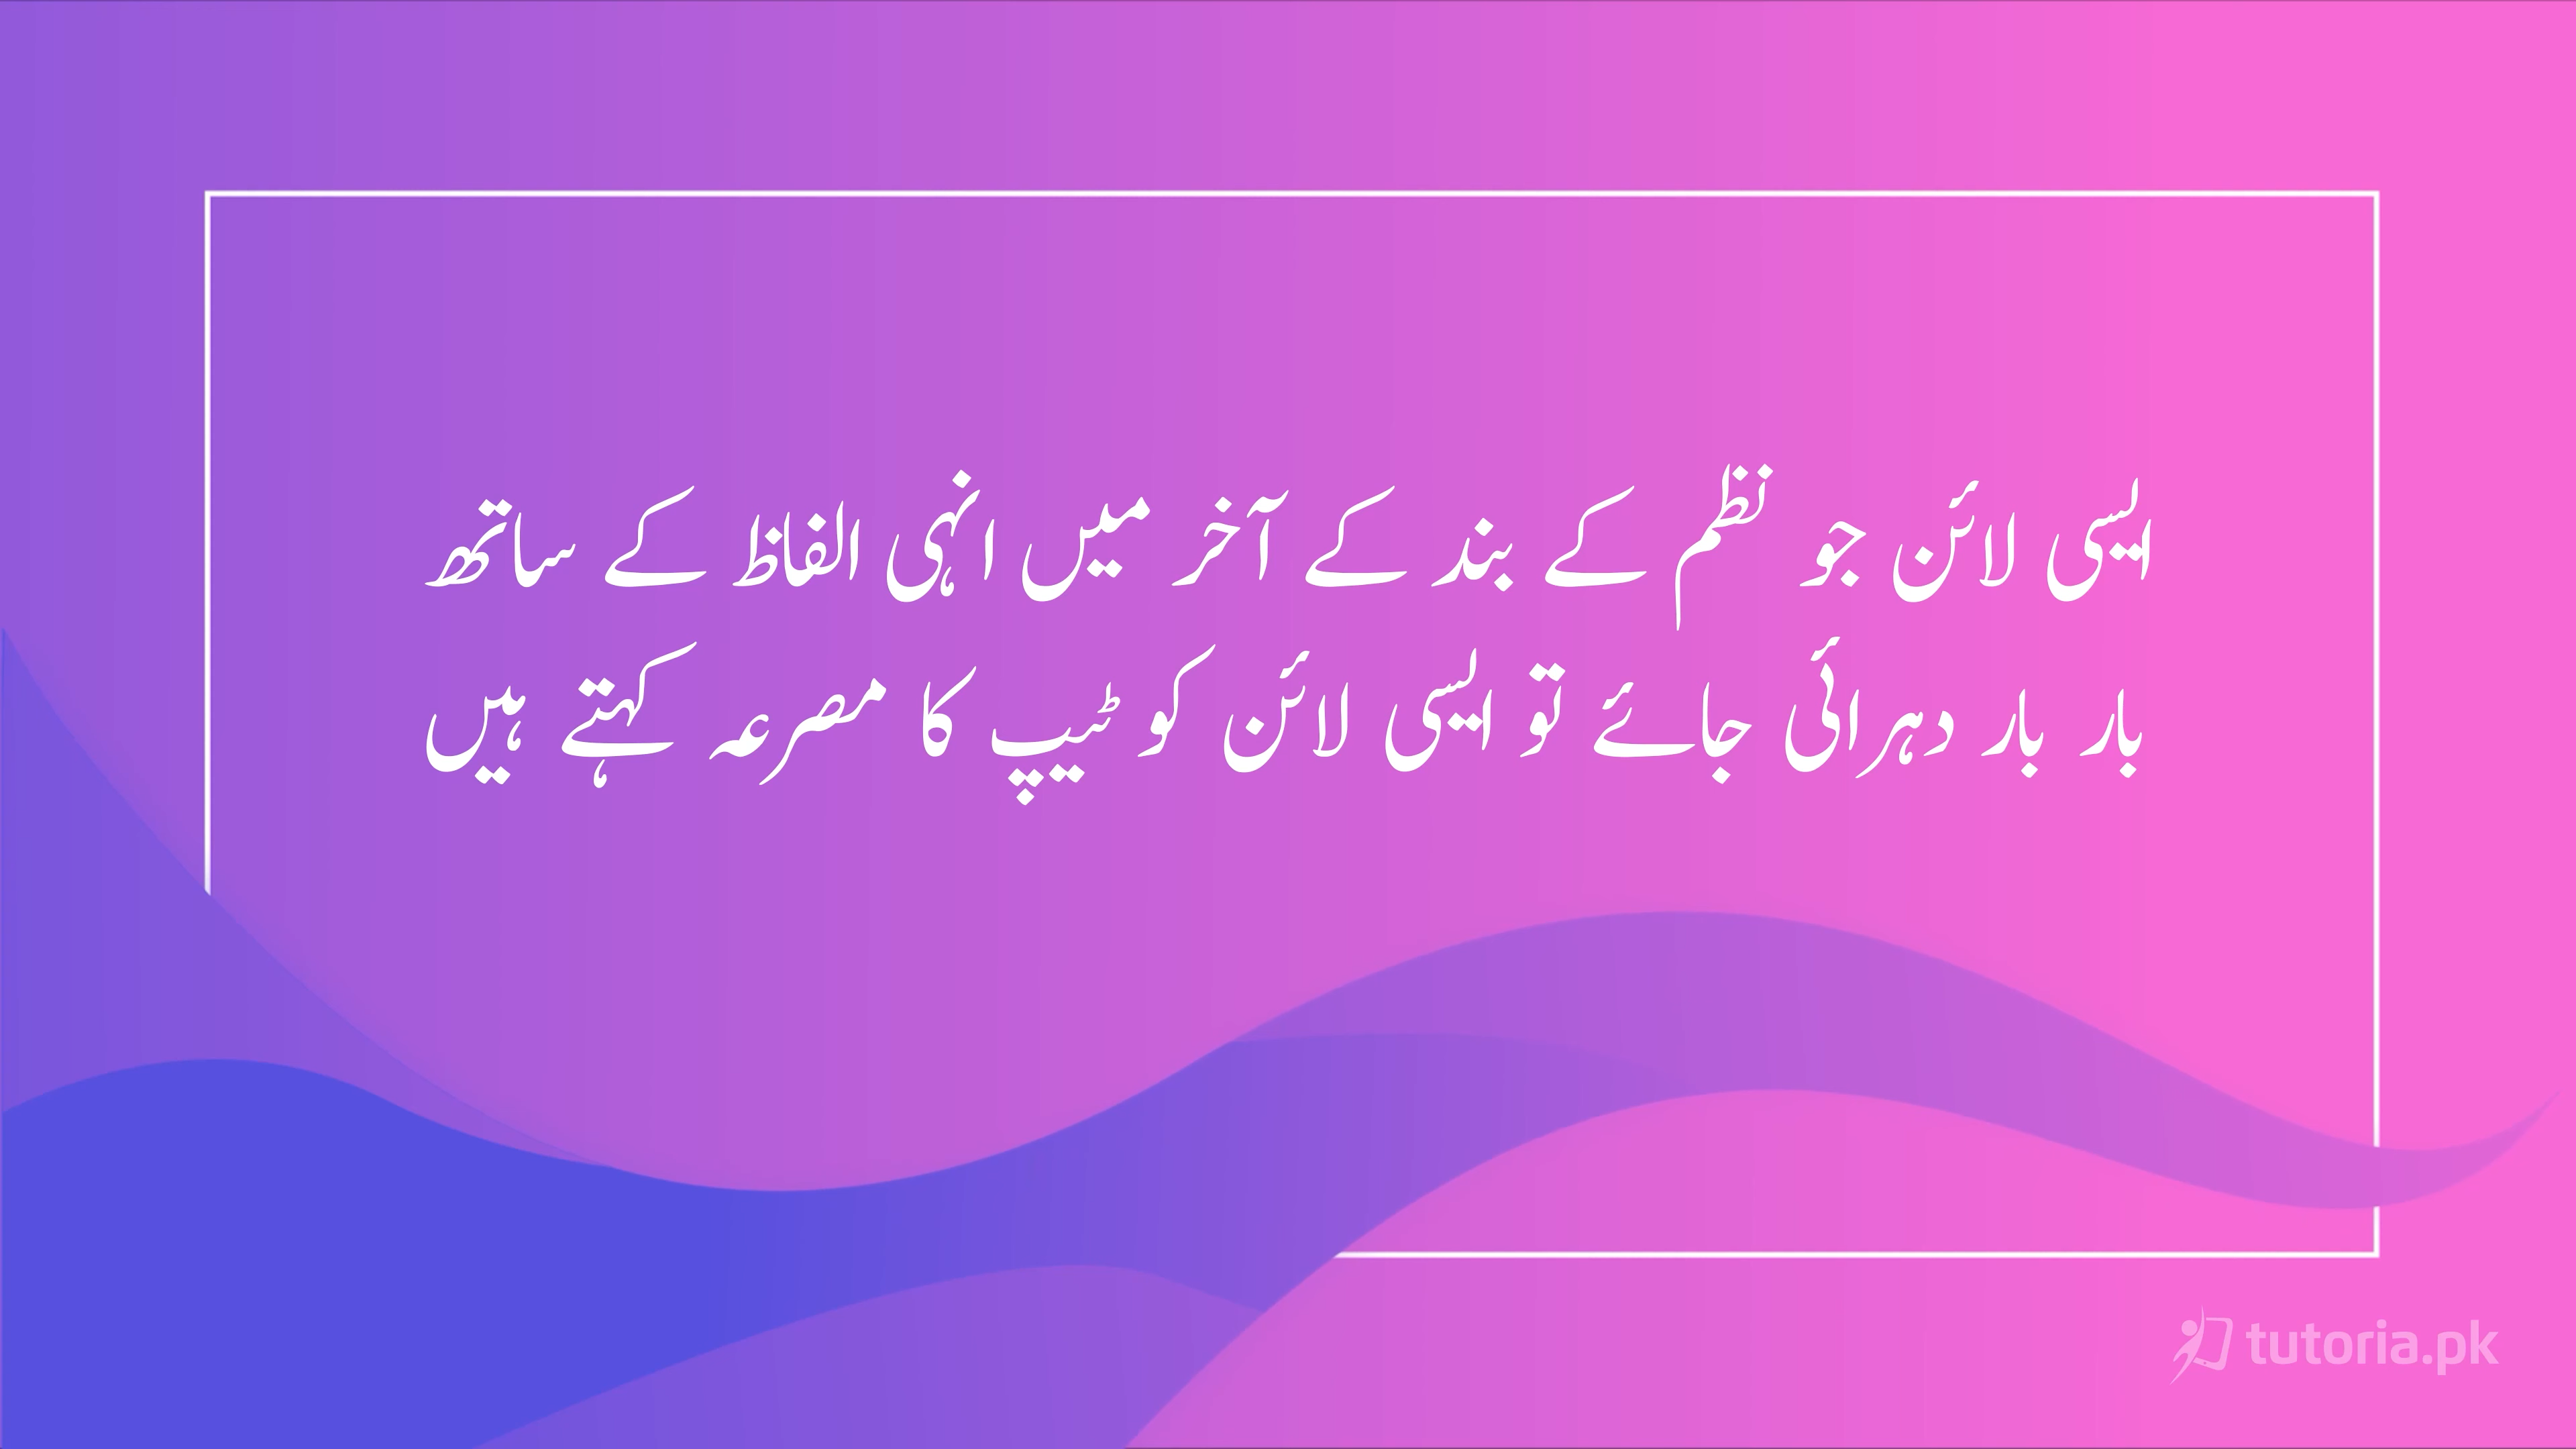 ایسی لائن جو نظم کے بند کے آخر میں انہی الفاظ کے ساتھ
بار بار دہرائی جائے تو ایسی لائن کو ٹیپ کا مصرعہ کہتے ہیں
tutoria.pk